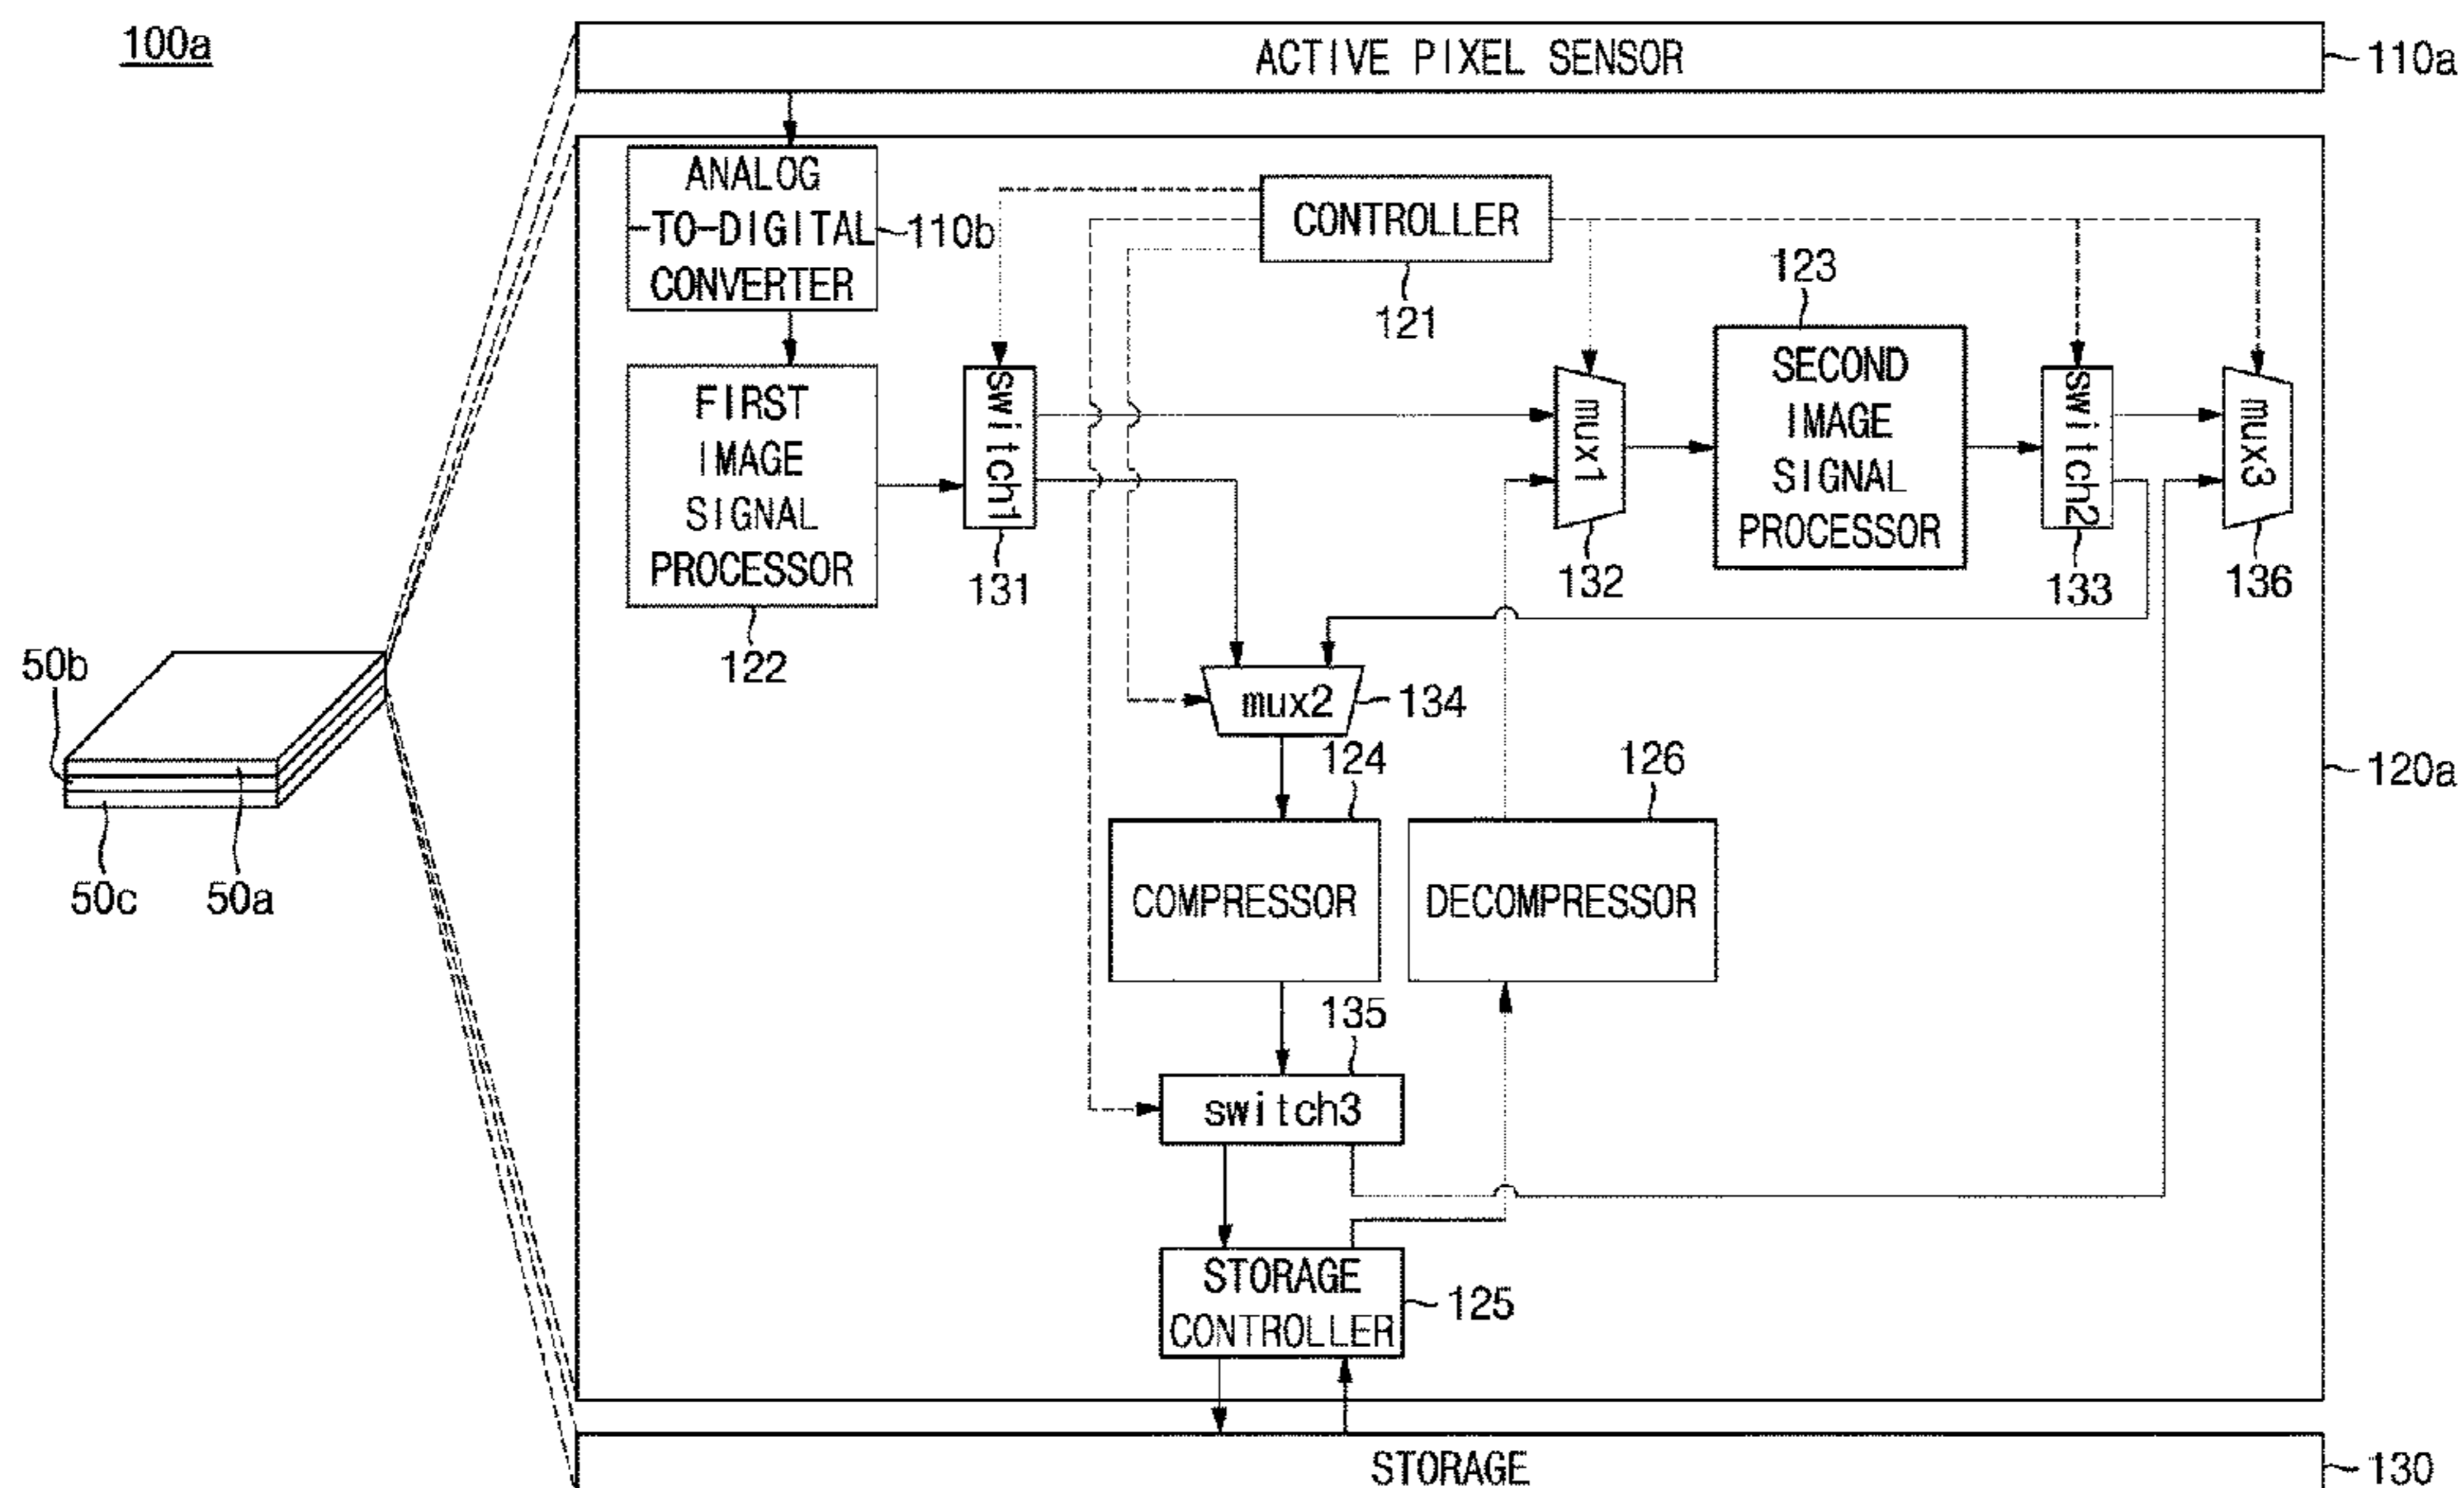 100a
ACTIVE PIXEL SENSOR
110a
ANALOG
-TO-DIGITAL
CONVERTER
110b
CONTROLLER
121
123
FIRST
IMAGE
SIGNAL
PROCESSOR
122
switch1
131
mux1
132
SECOND
IMAGE
SIGNAL
PROCESSOR
switch2
133
mux3
136
50b
50c
50a
mux2
134
124
126
120a
COMPRESSOR
DECOMPRESSOR
135
switch3
STORAGE
CONTROLLER
125
STORAGE
130